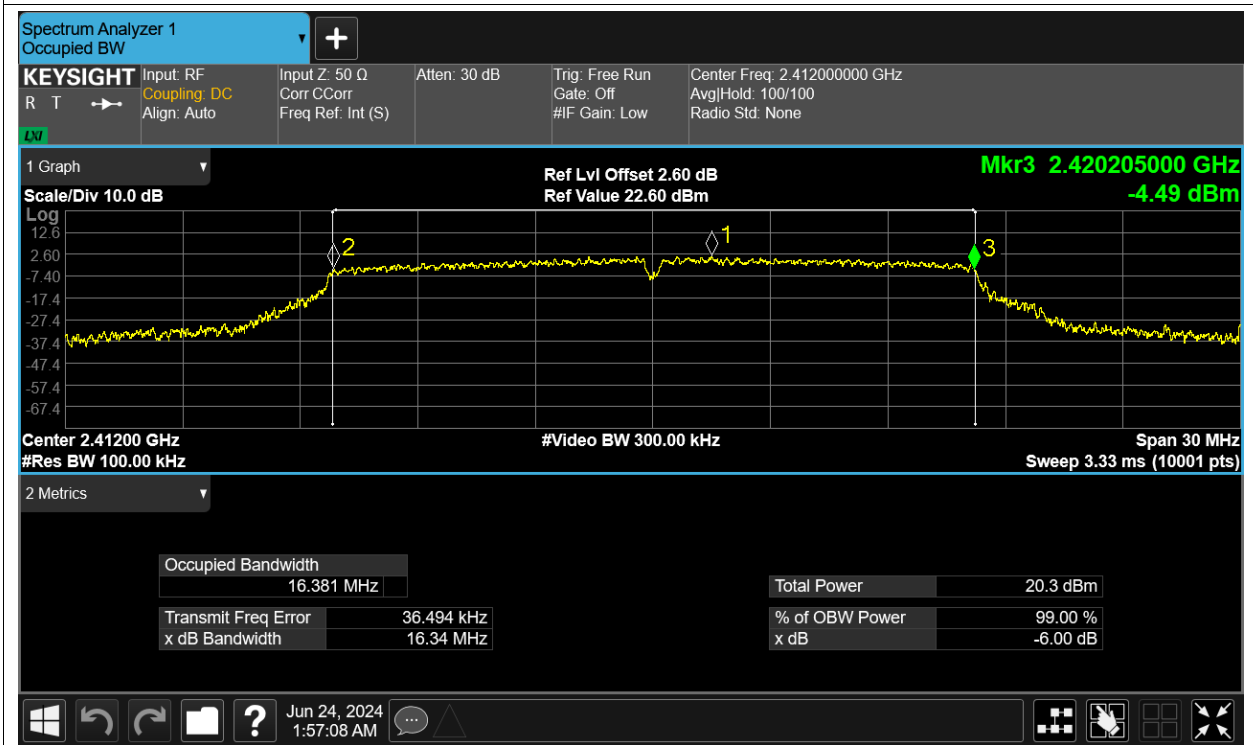 Spectrum Analyzer 1
Occupied BW
KEYSIGHT
R T
LXI
Input: RF
Coupling: DC
Align: Auto
Input Z: 50 Ω
Corr CCorr
Freq Ref: Int (S)
Atten: 30 dB
Trig: Free Run
Gate: Off
#IF Gain: Low
Center Freq: 2.412000000 GHz
Avg|Hold: 100/100
Radio Std: None
1 Graph
Scale/Div 10.0 dB
Ref Lvl Offset 2.60 dB
Ref Value 22.60 dBm
Mkr3 2.420205000 GHz
-4.49 dBm
Log
12.6
2.60
-7.40
-17.4
-27.4
-37.4
-47.4
-57.4
-67.4
2
1
3
Center 2.41200 GHz
#Res BW 100.00 kHz
#Video BW 300.00 kHz
Span 30 MHz
Sweep 3.33 ms (10001 pts)
2 Metrics
Occupied Bandwidth
16.381 MHz
Transmit Freq Error 36.494 kHz
x dB Bandwidth 16.34 MHz
Total Power 20.3 dBm
% of OBW Power 99.00 %
x dB -6.00 dB
?
Jun 24, 2024
1:57:08 AM